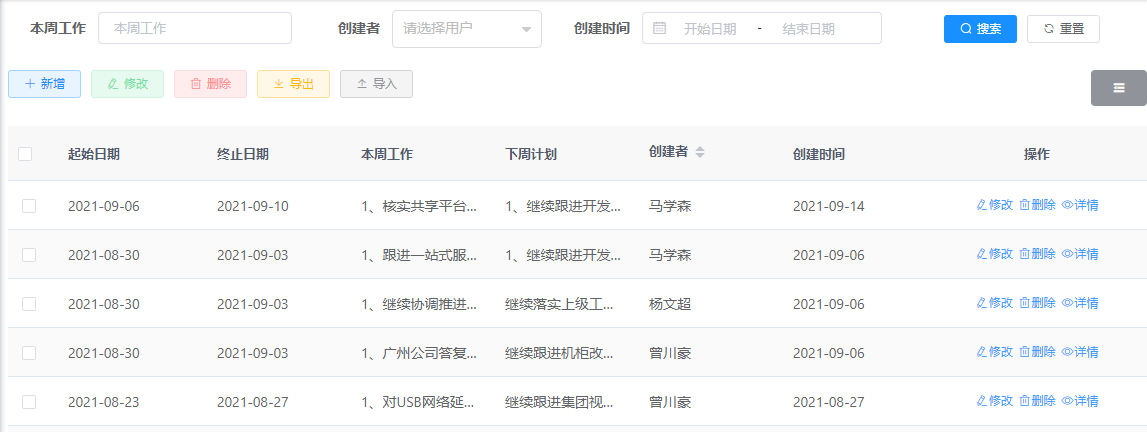 本周工作 本周工作 创建者 请选择用户 创建时间 开始日期 - 结束日期 搜索 重置
新增 修改 删除 导出 导入
起始日期 终止日期 本周工作 下周计划 创建者 创建时间 操作
2021-09-06 2021-09-10 1、核实共享平台... 1、继续跟进开发... 马学森 2021-09-14 修改 删除 详情
2021-08-30 2021-09-03 1、跟进一站式服... 1、继续跟进开发... 马学森 2021-09-06 修改 删除 详情
2021-08-30 2021-09-03 1、继续协调推进... 继续落实上级工... 杨文超 2021-09-06 修改 删除 详情
2021-08-30 2021-09-03 1、广州公司答复... 继续跟进机柜改... 曾川豪 2021-09-06 修改 删除 详情
2021-08-23 2021-08-27 1、对USB网络延... 继续跟进集团视... 曾川豪 2021-08-27 修改 删除 详情